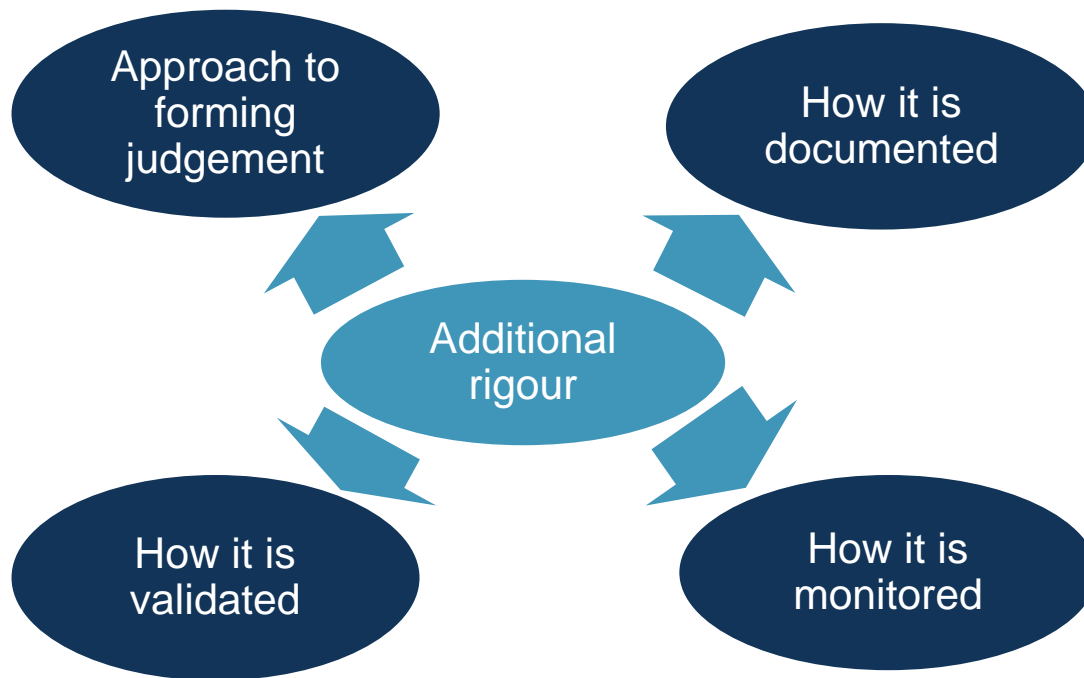 Approach to
forming
judgement
How it is
documented
Additional
rigour
How it is
validated
How it is
monitored